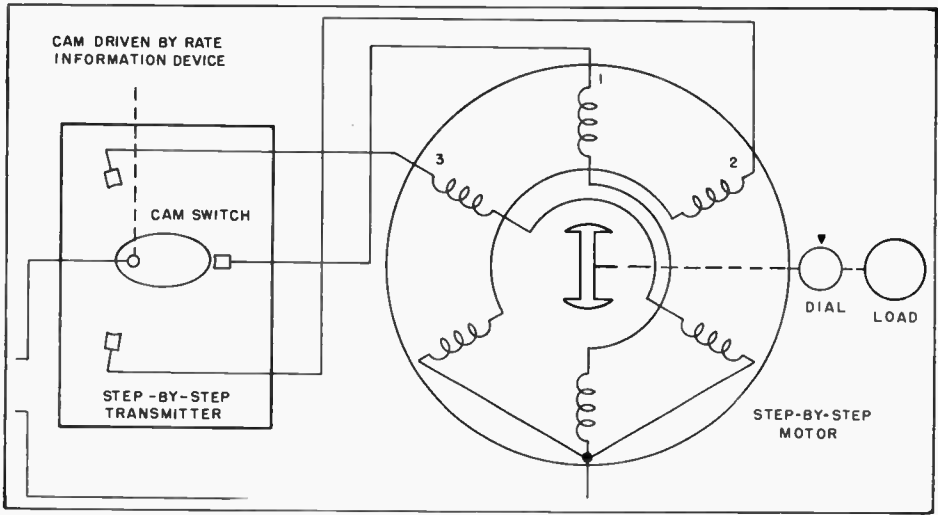 CAM DRIVEN BY RATE
INFORMATION DEVICE
1
3
2
CAM SWITCH
DIAL
LOAD
STEP-BY-STEP
TRANSMITTER
STEP-BY-STEP
MOTOR